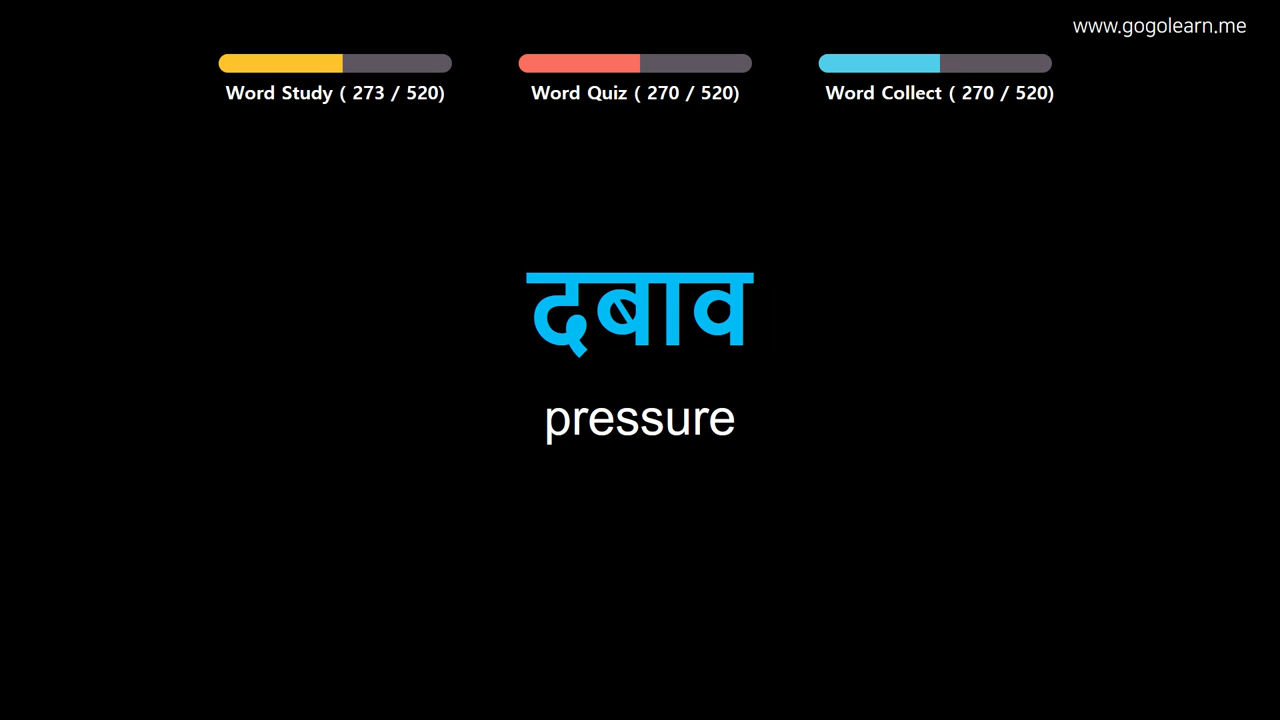 www.gogolearn.me
Word Study ( 273 / 520)
Word Quiz ( 270 / 520)
Word Collect ( 270 / 520)
दबाव
pressure